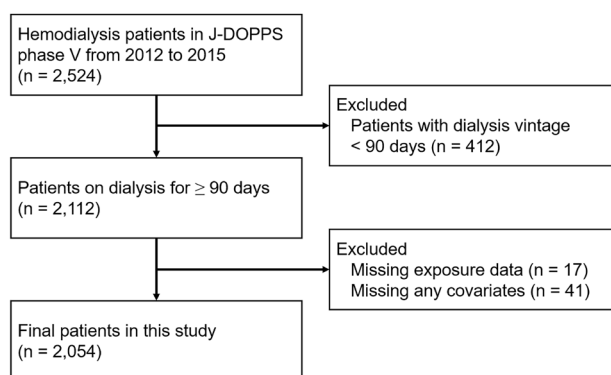 Hemodialysis patients in J-DOPPS
phase V from 2012 to 2015
(n = 2,524)
Excluded
Patients with dialysis vintage
< 90 days (n = 412)
Patients on dialysis for ≥ 90 days
(n = 2,112)
Excluded
Missing exposure data (n = 17)
Missing any covariates (n = 41)
Final patients in this study
(n = 2,054)